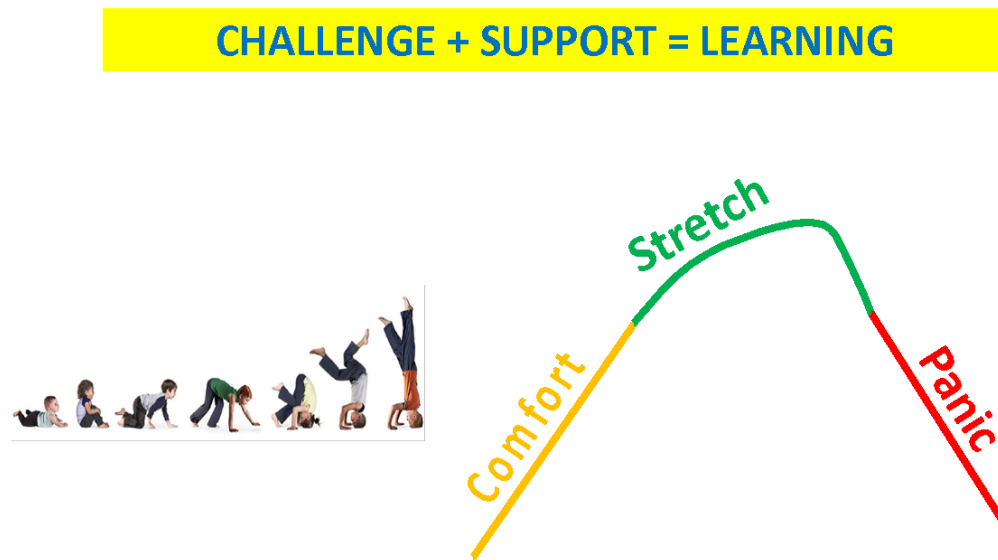 CHALLENGE + SUPPORT = LEARNING
Comfort
Stretch
Panic